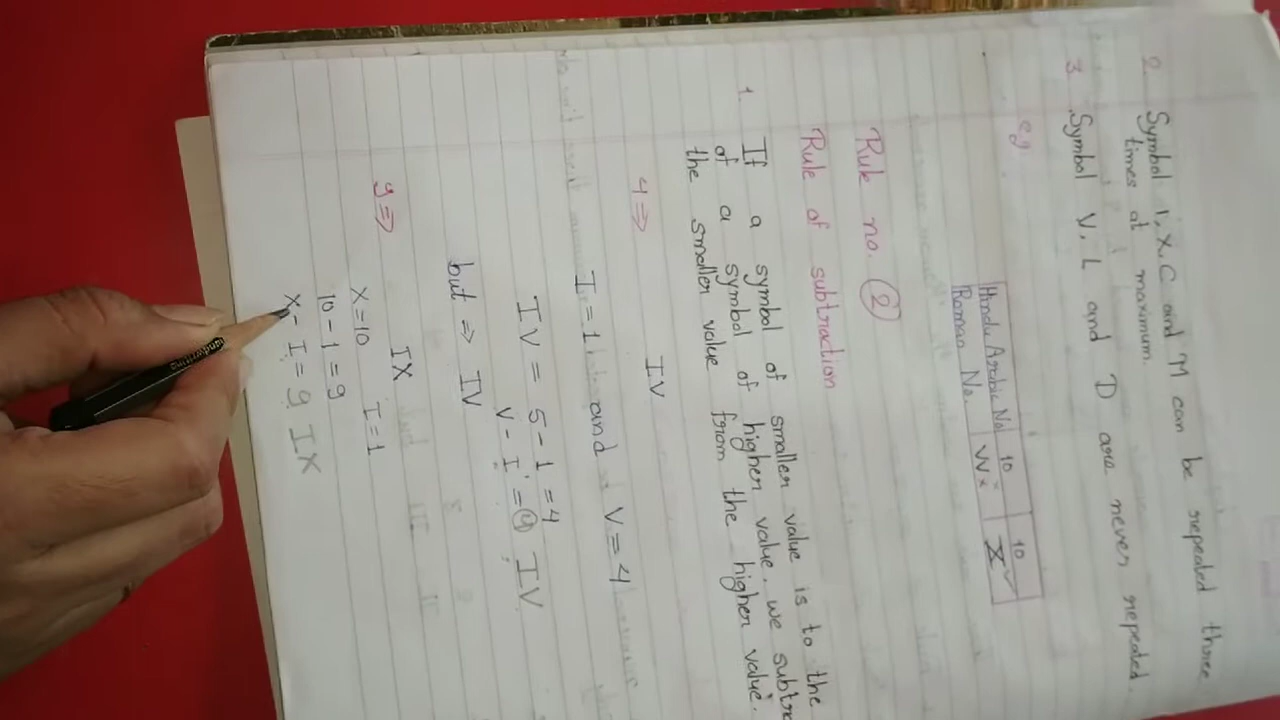 2. Symbol I, X, C and M can be repeated three
times at maximum.
3. Symbol V, L and D are never repeated.
eg
Hindu Arabic No. 10 10
Roman No. VV× X✓
Rule no. ②
Rule of subtraction
1. If a symbol of smaller value is to the
of a symbol of higher value. we subtra
the smaller value from the higher value.
4⇒ IV
I = 1 and V = 4
IV = 5 - 1 = 4
V - I = 4 IV
but ⇒ IV
9⇒ IX
X=10 I=1
10 - 1 = 9
X - I = 9 IX